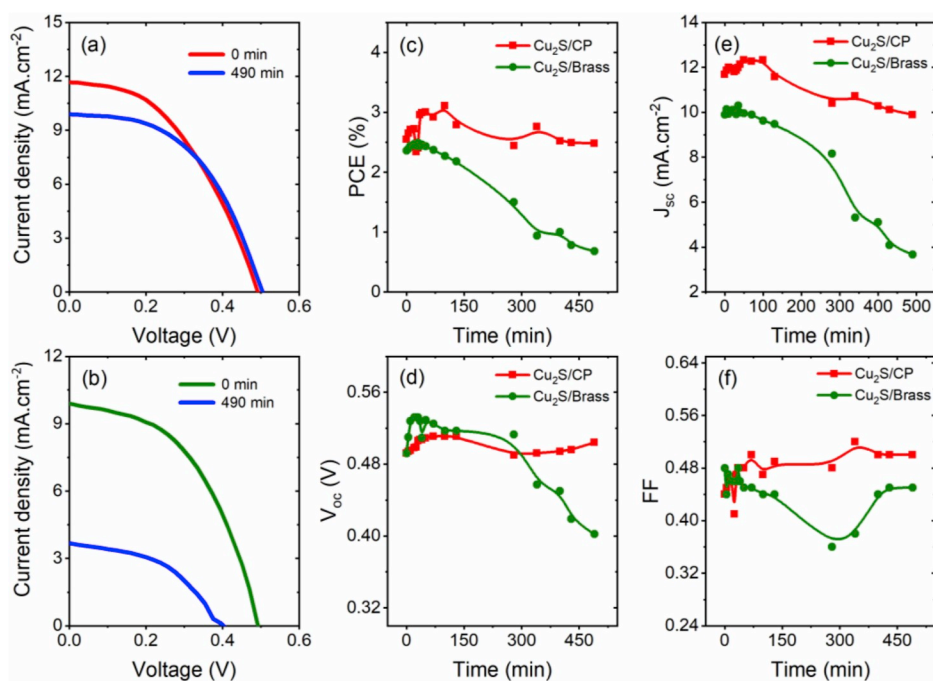 (a)
0 min
490 min
15
12
9
6
3
0
0.0 0.2 0.4 0.6
Current density (mA.cm⁻²)
Voltage (V)
(c)
Cu₂S/CP
Cu₂S/Brass
4
3
2
1
0
0 150 300 450
PCE (%)
Time (min)
(e)
Cu₂S/CP
Cu₂S/Brass
14
12
10
8
6
4
2
0 100 200 300 400 500
Jsc (mA.cm⁻²)
Time (min)
(b)
0 min
490 min
12
9
6
3
0
0.0 0.2 0.4 0.6
Current density (mA.cm⁻²)
Voltage (V)
(d)
Cu₂S/CP
Cu₂S/Brass
0.56
0.48
0.40
0.32
0 150 300 450
Voc (V)
Time (min)
(f)
Cu₂S/CP
Cu₂S/Brass
0.64
0.56
0.48
0.40
0.32
0.24
0 150 300 450
FF
Time (min)